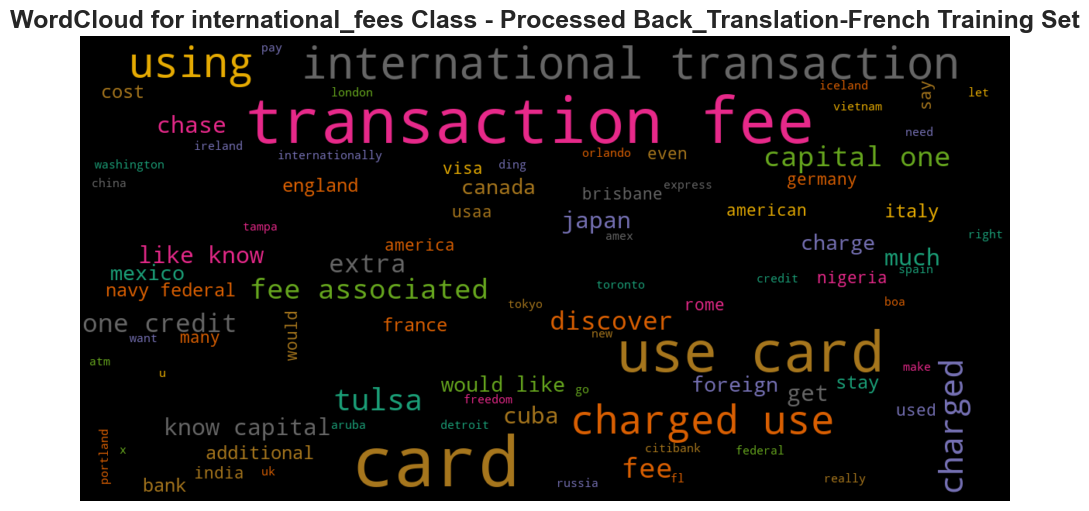 WordCloud for international_fees Class - Processed Back_Translation-French Training Set
using
pay
international transaction
cost
london
transaction fee
iceland
say
let
vietnam
chase
need
ireland
internationally
orlando
even
capital one
washington
visa
ding
china
england
canada
brisbane
express
germany
usaa
american
italy
tampa
japan
amex
right
like know
america
charge
much
mexico
extra
spain
navy federal
fee associated
toronto
credit
nigeria
tokyo
rome
boa
one credit
would
france
discover
want
many
new
use card
atm
u
make
would like
go
foreign
get
stay
charged
tulsa
freedom
cuba
charged use
used
know capital
aruba
detroit
portland
x
additional
card
citibank
federal
india
uk
fee
fl
bank
russia
really